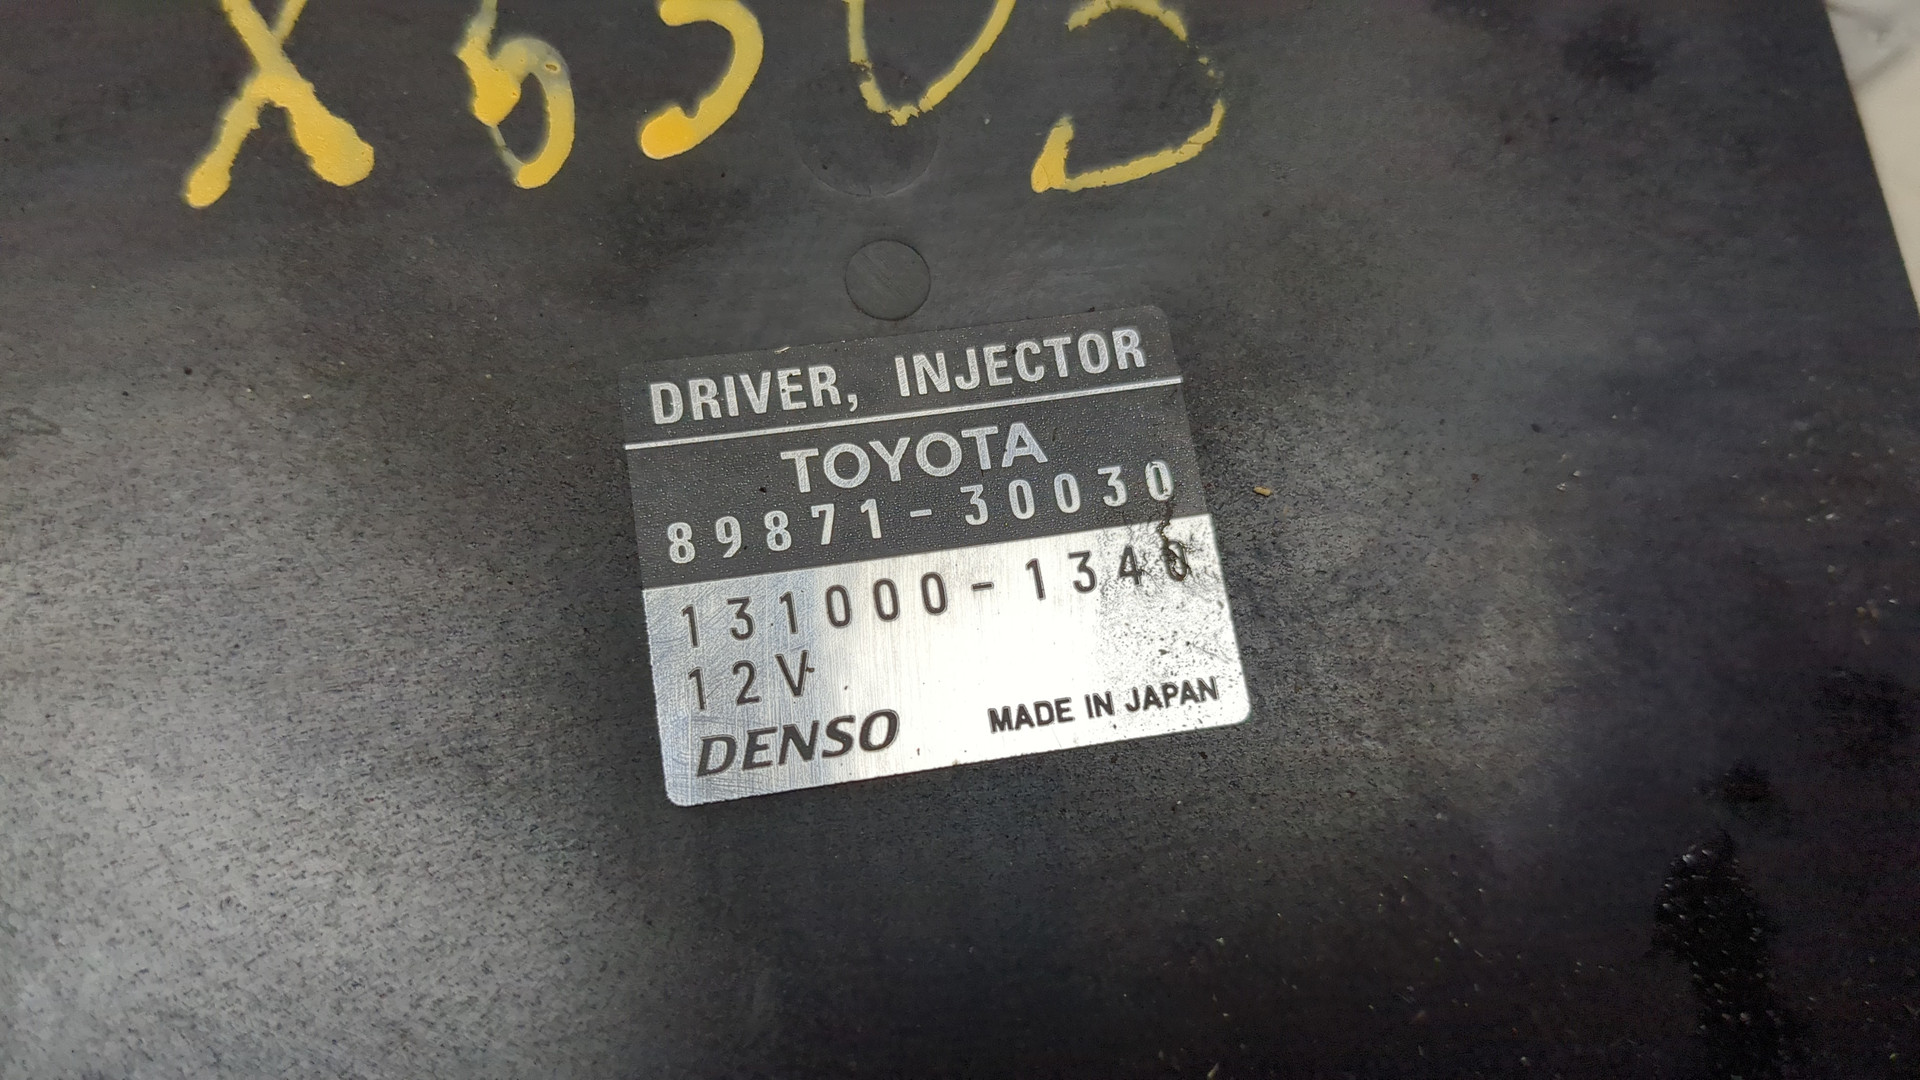 DRIVER, INJECTOR
TOYOTA
89871-30030
131000-1340
12V
DENSO
MADE IN JAPAN